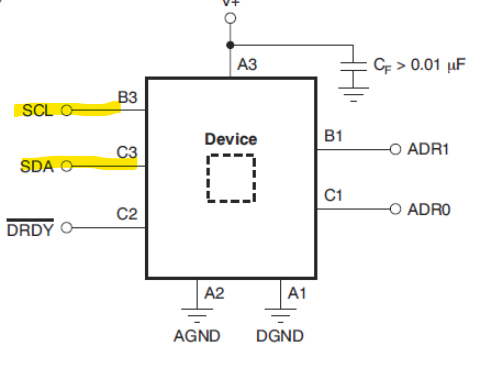 V+
A3
CF > 0.01 μF
B3
SCL
Device
B1
ADR1
C3
SDA
C1
ADR0
C2
DRDY
A2
A1
AGND
DGND